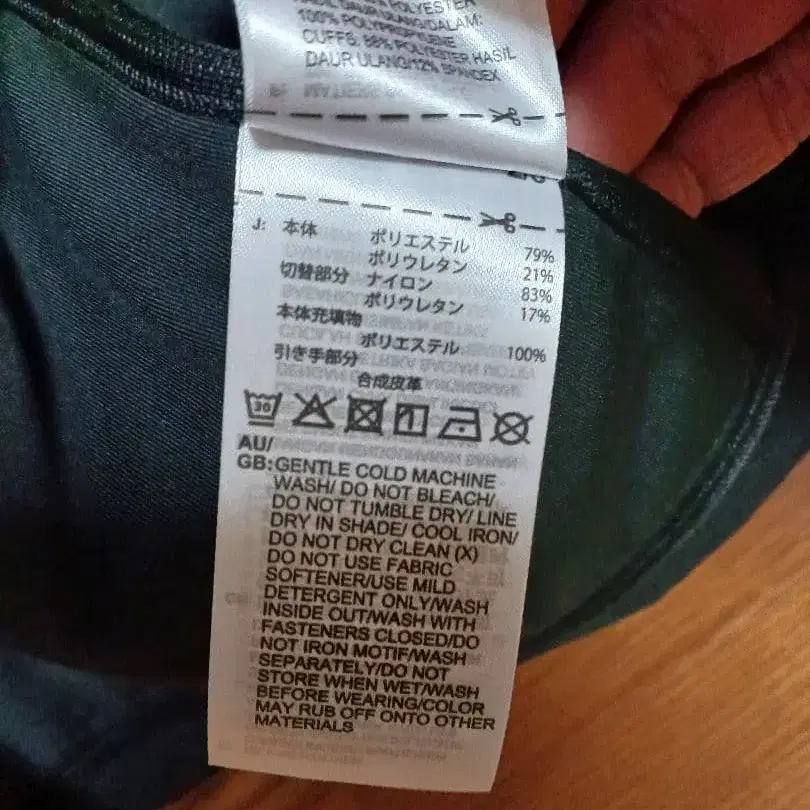 100% POLYPROPYLENE
CUFFS: 88% POLYESTER HASIL
DAUR ULANG/12% SPANDEX
J: 本体 ポリエステル 79%
ポリウレタン 21%
切替部分 ナイロン 83%
ポリウレタン 17%
本体充填物
ポリエステル 100%
引き手部分
合成皮革
30
AU/
GB: GENTLE COLD MACHINE
WASH/ DO NOT BLEACH/
DO NOT TUMBLE DRY/ LINE
DRY IN SHADE/ COOL IRON/
DO NOT DRY CLEAN (X)
DO NOT USE FABRIC
SOFTENER/USE MILD
DETERGENT ONLY/WASH
INSIDE OUT/WASH WITH
FASTENERS CLOSED/DO
NOT IRON MOTIF/WASH
SEPARATELY/DO NOT
STORE WHEN WET/WASH
BEFORE WEARING/COLOR
MAY RUB OFF ONTO OTHER
MATERIALS